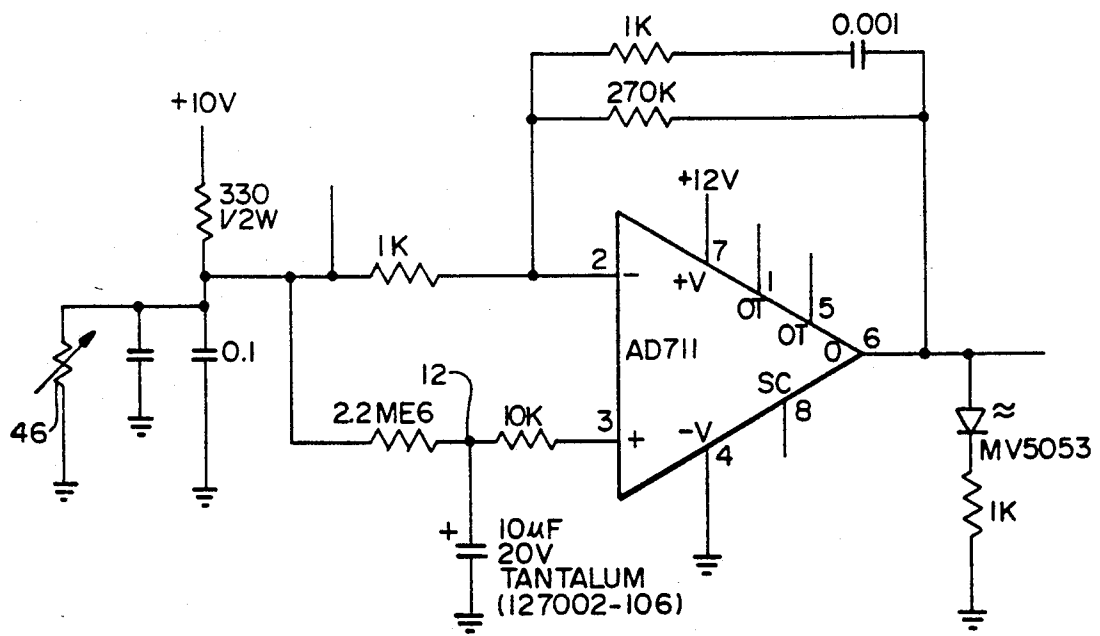 1K
0.001
270K
+10V
330
1/2W
+12V
1K
2
−
7
+V
1
OT
5
OT
6
O
AD711
0.1
12
SC
8
46
2.2ME6
10K
3
+
−V
4
≈
MV5053
1K
+
10µF
20V
TANTALUM
(127002-106)